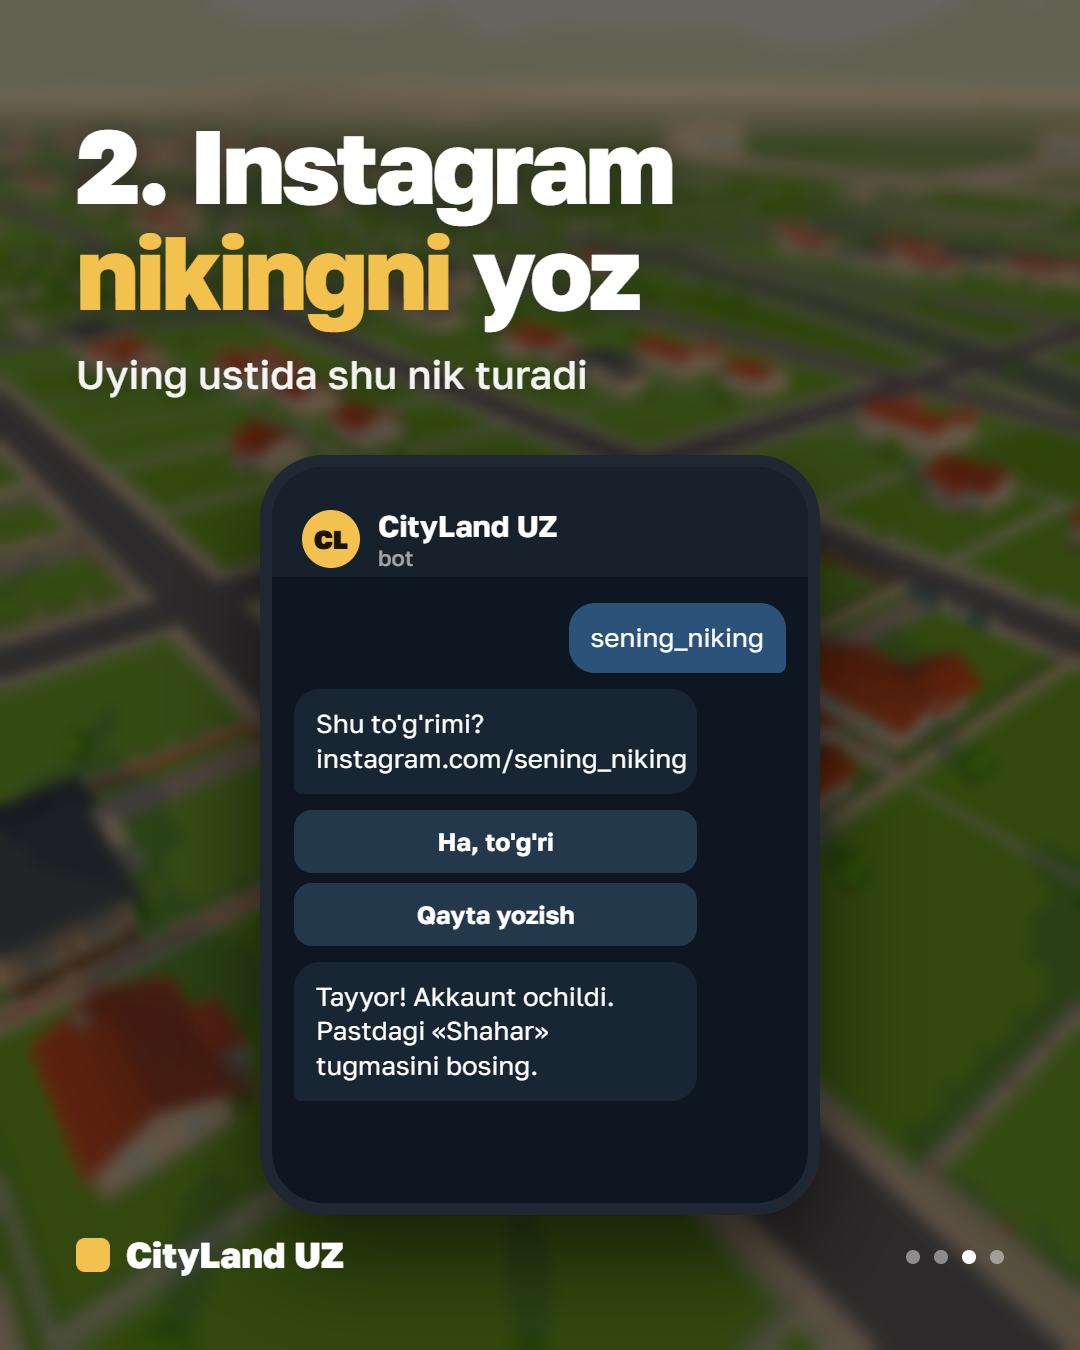 2. Instagram
nikingni yoz
Uying ustida shu nik turadi
CL
CityLand UZ
bot
sening_niking
Shu to'g'rimi?
instagram.com/sening_niking
Ha, to'g'ri
Qayta yozish
Tayyor! Akkaunt ochildi.
Pastdagi «Shahar»
tugmasini bosing.
CityLand UZ